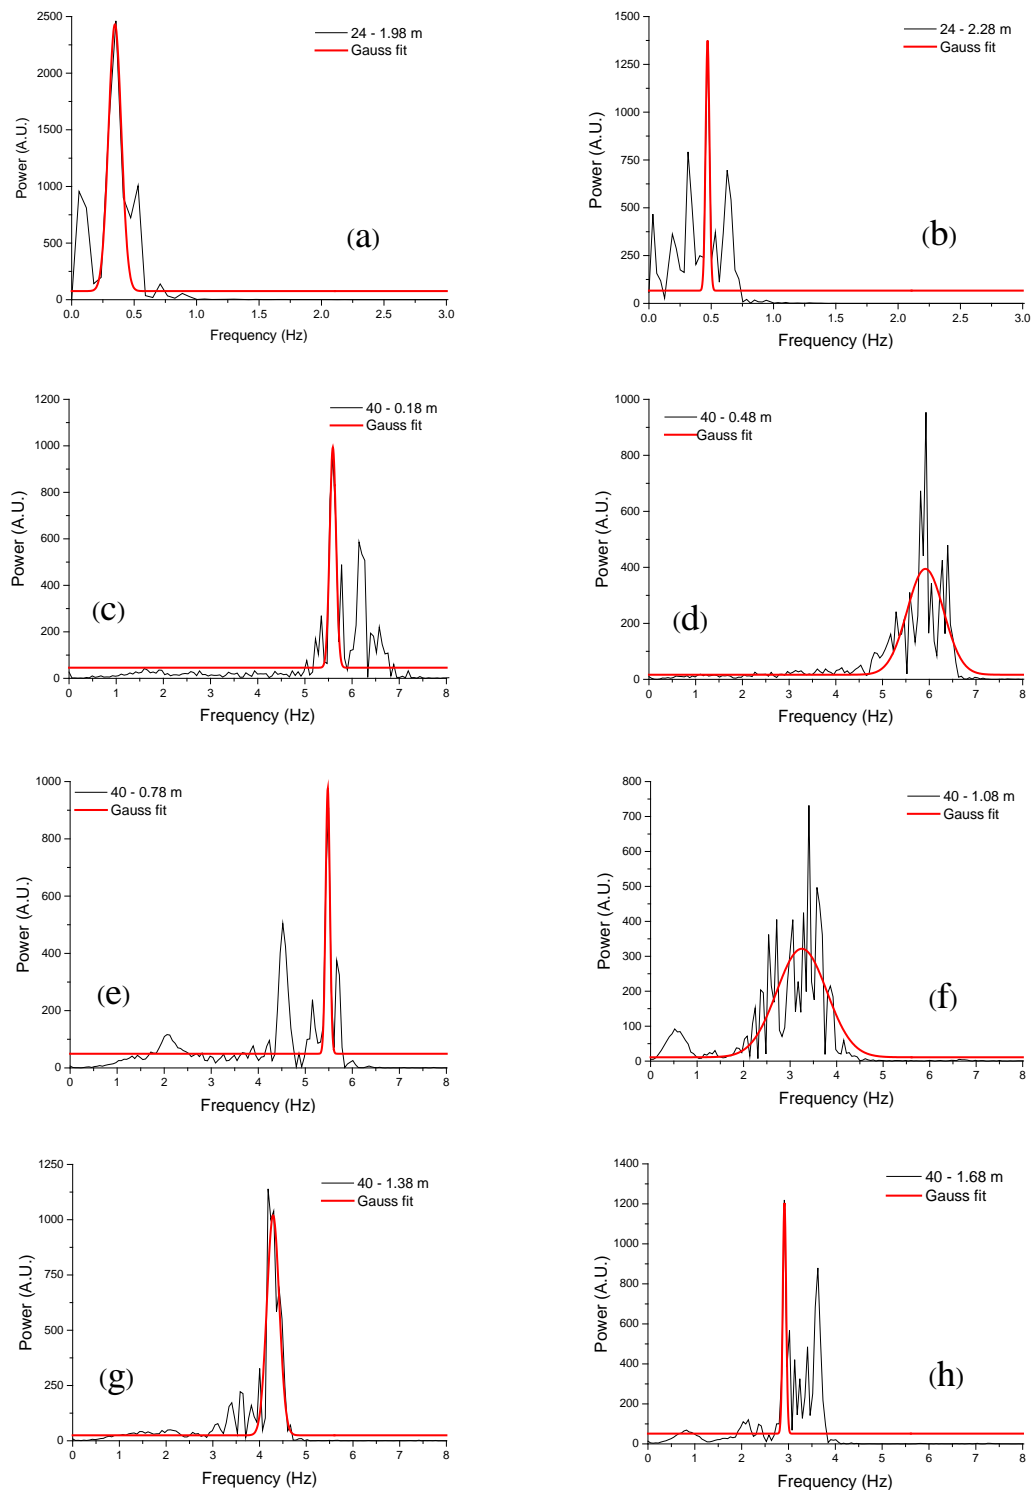 24 - 1.98 m
Gauss fit
2500
2000
1500
1000
500
0
Power (A.U.)
(a)
0.0 0.5 1.0 1.5 2.0 2.5 3.0
Frequency (Hz)
24 - 2.28 m
Gauss fit
1500
1250
1000
750
500
250
0
Power (A.U.)
(b)
0.0 0.5 1.0 1.5 2.0 2.5 3.0
Frequency (Hz)
40 - 0.18 m
Gauss fit
1200
1000
800
600
400
200
0
Power (A.U.)
(c)
0 1 2 3 4 5 6 7 8
Frequency (Hz)
40 - 0.48 m
Gauss fit
1000
800
600
400
200
0
Power (A.U.)
(d)
0 1 2 3 4 5 6 7 8
Frequency (Hz)
40 - 0.78 m
Gauss fit
1000
800
600
400
200
0
Power (A.U.)
(e)
0 1 2 3 4 5 6 7 8
Frequency (Hz)
40 - 1.08 m
Gauss fit
800
700
600
500
400
300
200
100
0
Power (A.U.)
(f)
0 1 2 3 4 5 6 7 8
Frequency (Hz)
40 - 1.38 m
Gauss fit
1250
1000
750
500
250
0
Power (A.U.)
(g)
0 1 2 3 4 5 6 7 8
Frequency (Hz)
40 - 1.68 m
Gauss fit
1400
1200
1000
800
600
400
200
0
Power (A.U.)
(h)
0 1 2 3 4 5 6 7 8
Frequency (Hz)